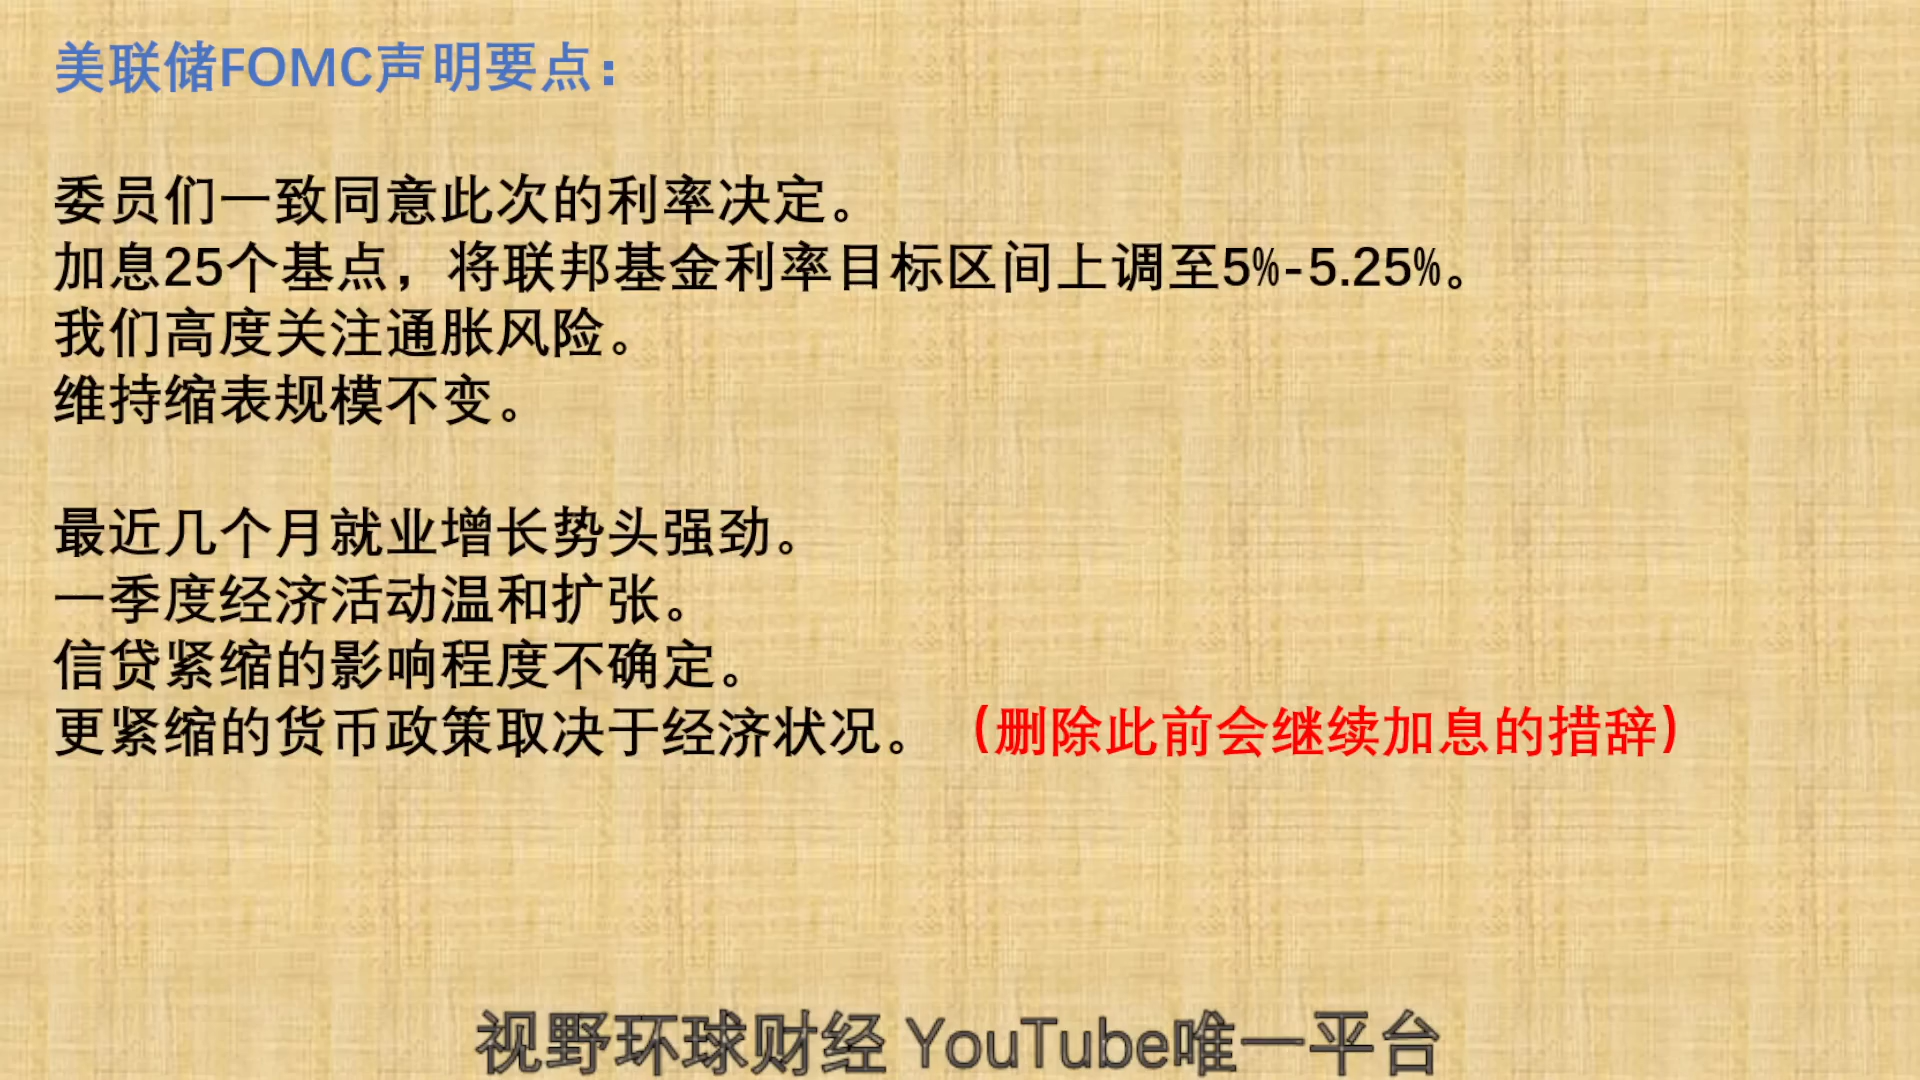 美联储FOMC声明要点：
委员们一致同意此次的利率决定。
加息25个基点，将联邦基金利率目标区间上调至5%-5.25%。
我们高度关注通胀风险。
维持缩表规模不变。
最近几个月就业增长势头强劲。
一季度经济活动温和扩张。
信贷紧缩的影响程度不确定。
更紧缩的货币政策取决于经济状况。（删除此前会继续加息的措辞）
视野环球财经 YouTube唯一平台